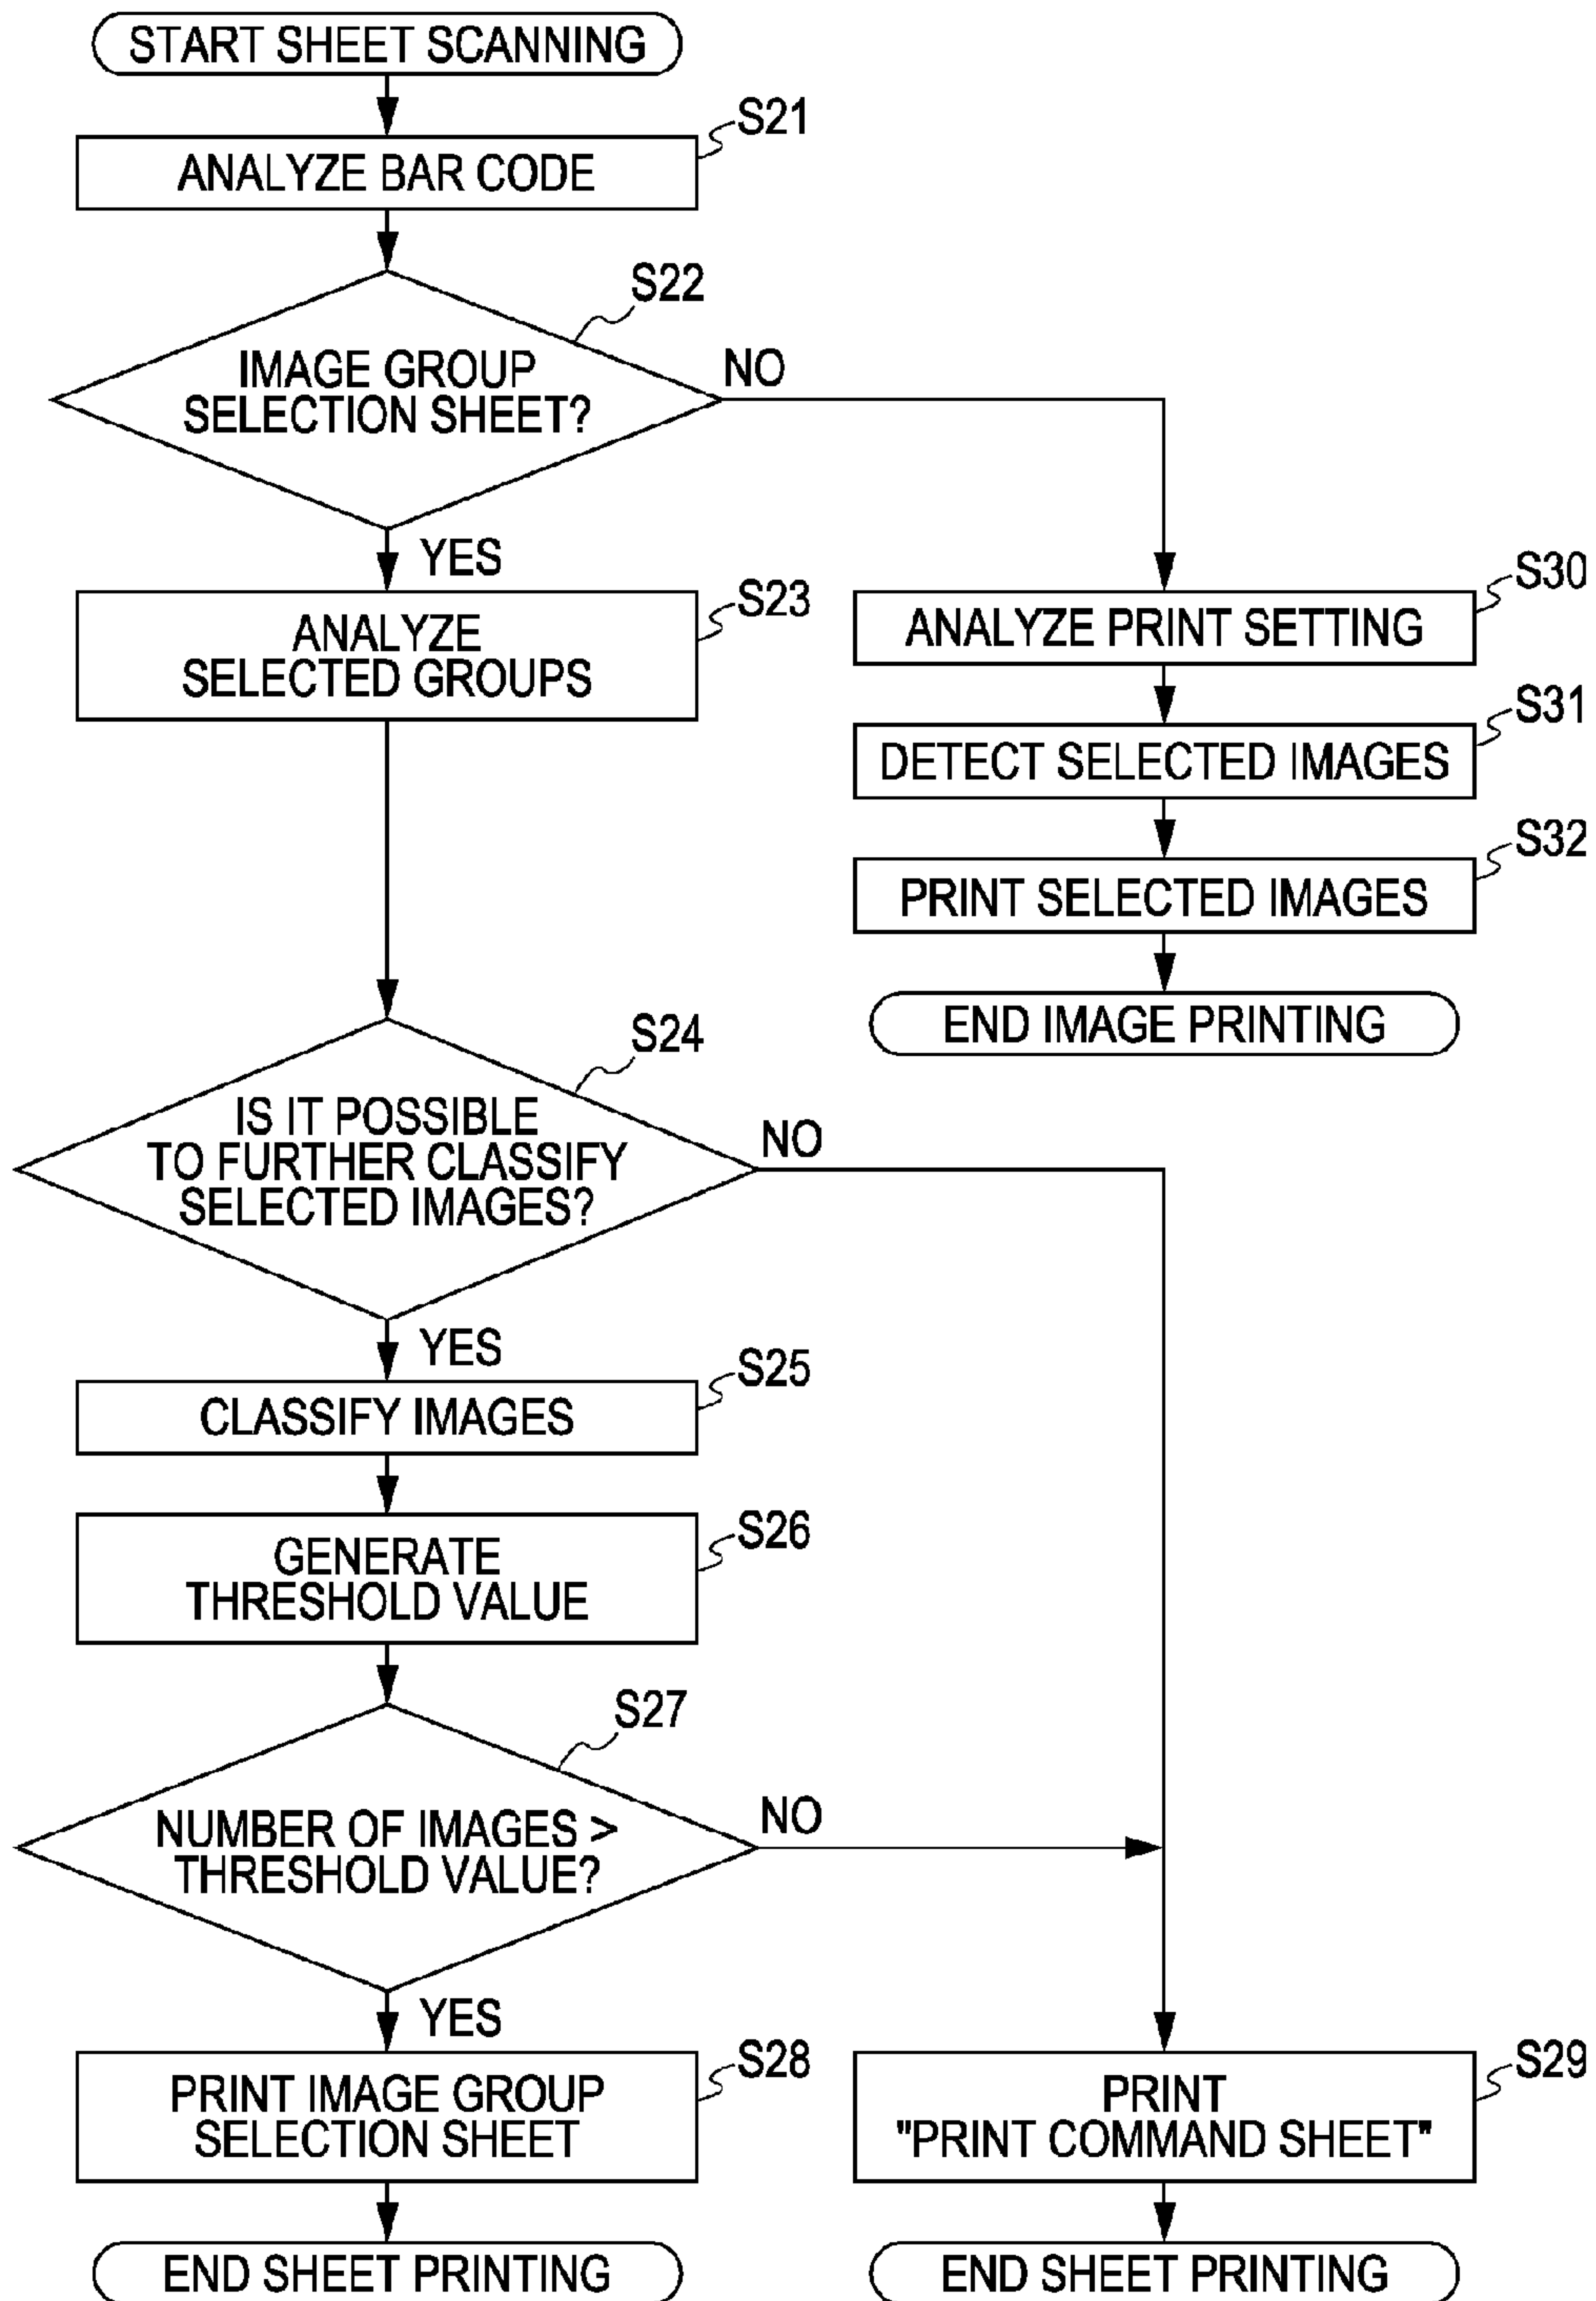 START SHEET SCANNING
S21
ANALYZE BAR CODE
S22
IMAGE GROUP
SELECTION SHEET?
NO
YES
S23
ANALYZE
SELECTED GROUPS
S30
ANALYZE PRINT SETTING
S31
DETECT SELECTED IMAGES
S32
PRINT SELECTED IMAGES
END IMAGE PRINTING
S24
IS IT POSSIBLE
TO FURTHER CLASSIFY
SELECTED IMAGES?
NO
YES
S25
CLASSIFY IMAGES
S26
GENERATE
THRESHOLD VALUE
S27
NUMBER OF IMAGES >
THRESHOLD VALUE?
NO
YES
S28
PRINT IMAGE GROUP
SELECTION SHEET
END SHEET PRINTING
S29
PRINT
"PRINT COMMAND SHEET"
END SHEET PRINTING